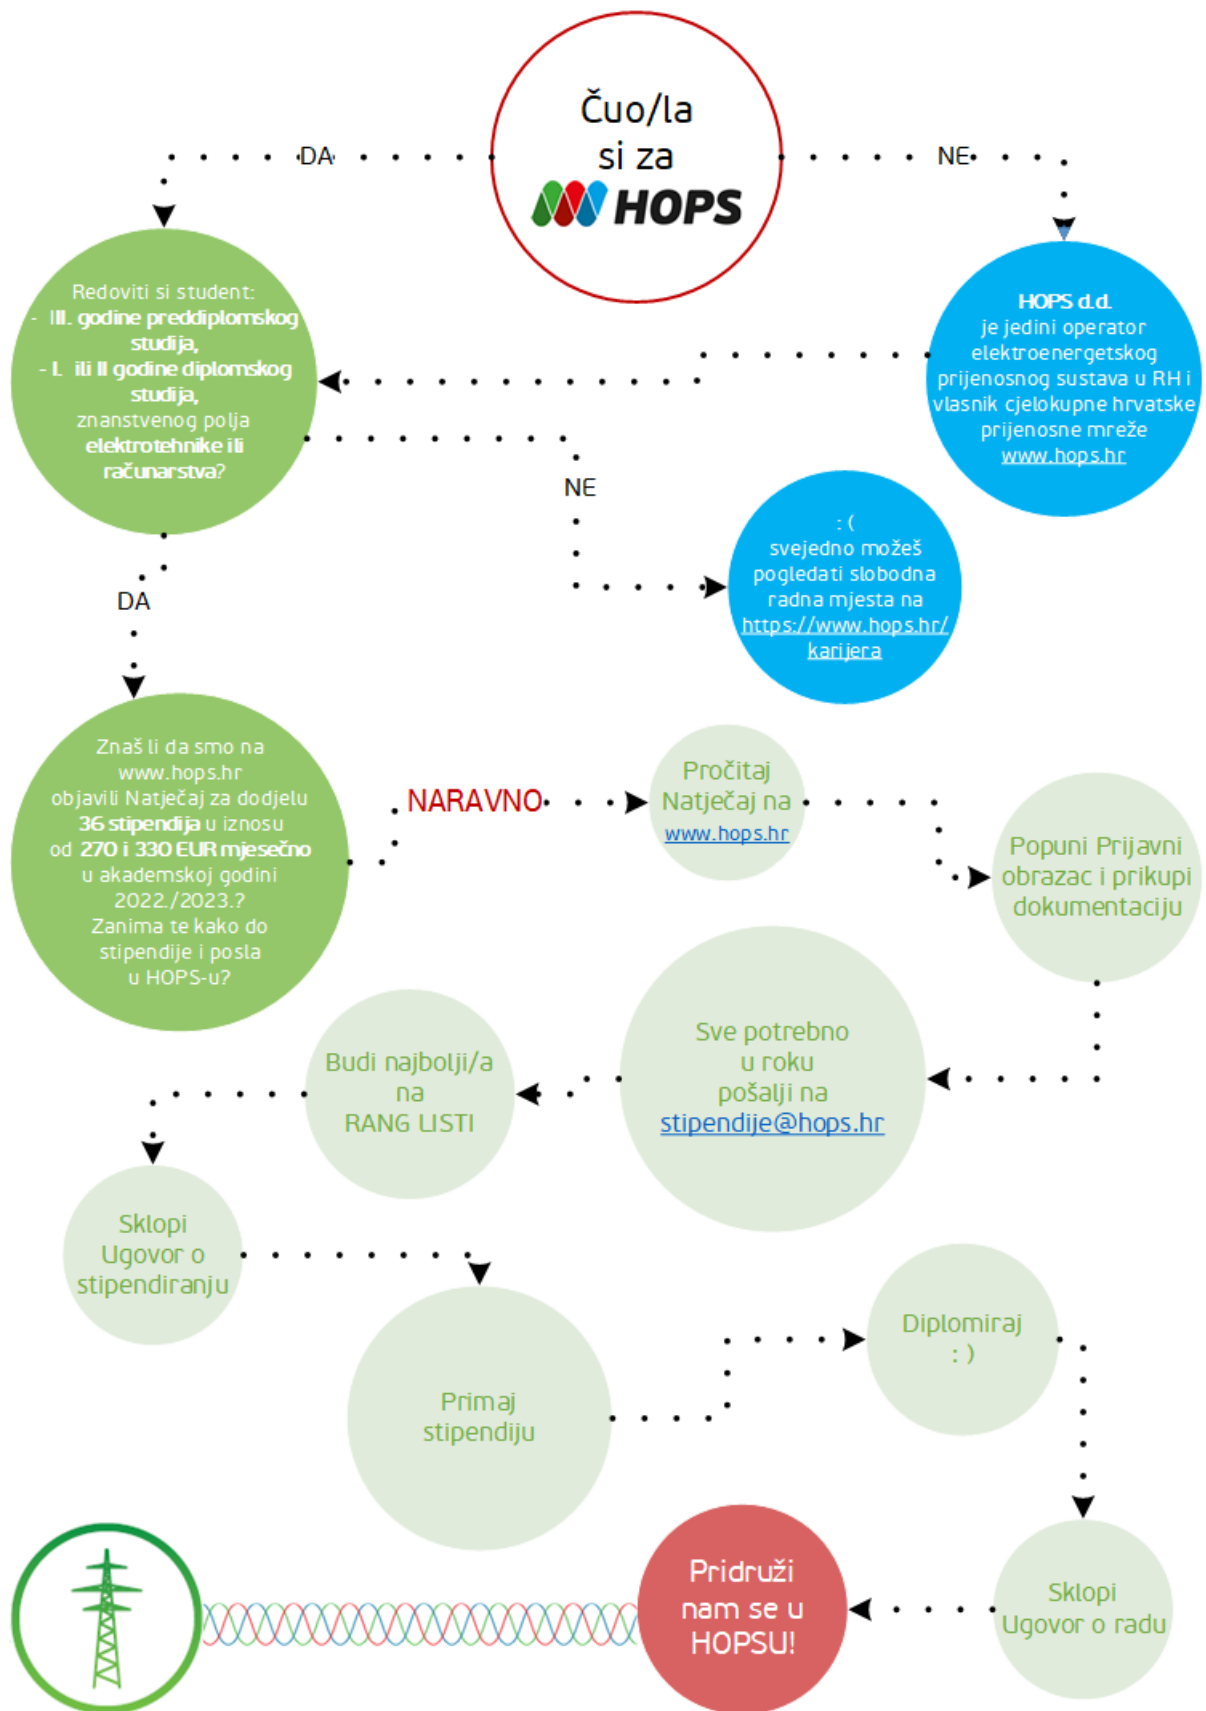 Čuo/la
si za
HOPS
DA
NE
Redoviti si student:
- III. godine preddiplomskog
studija,
- I. ili II godine diplomskog
studija,
znanstvenog polja
elektrotehnike ili
računarstva?
HOPS d.d.
je jedini operator
elektroenergetskog
prijenosnog sustava u RH i
vlasnik cjelokupne hrvatske
prijenosne mreže
www.hops.hr
NE
: (
svejedno možeš
pogledati slobodna
radna mjesta na
https://www.hops.hr/
karijera
DA
Znaš li da smo na
www.hops.hr
objavili Natječaj za dodjelu
36 stipendija u iznosu
od 270 i 330 EUR mjesečno
u akademskoj godini
2022./2023.?
Zanima te kako do
stipendije i posla
u HOPS-u?
NARAVNO
Pročitaj
Natječaj na
www.hops.hr
Popuni Prijavni
obrazac i prikupi
dokumentaciju
Sve potrebno
u roku
pošalji na
stipendije@hops.hr
Budi najbolji/a
na
RANG LISTI
Sklopi
Ugovor o
stipendiranju
Primaj
stipendiju
Diplomiraj
: )
Sklopi
Ugovor o radu
Pridruži
nam se u
HOPSU!